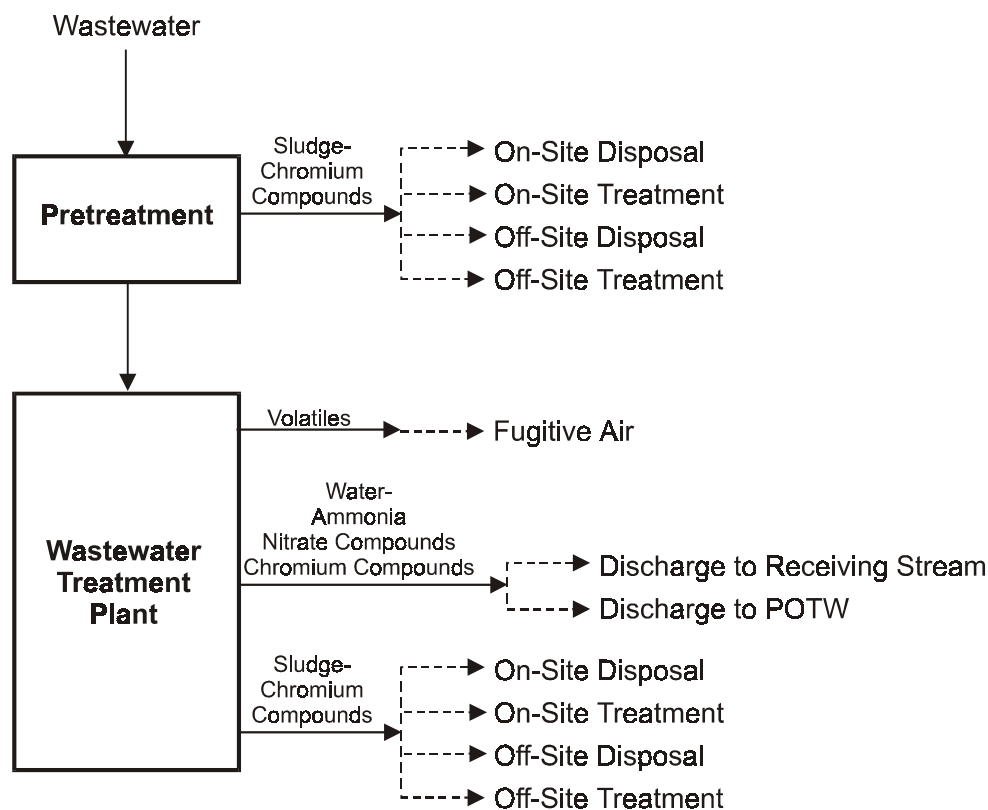 Wastewater
Sludge-
Chromium
Compounds
Pretreatment
On-Site Disposal
On-Site Treatment
Off-Site Disposal
Off-Site Treatment
Volatiles
Fugitive Air
Water-
Ammonia
Nitrate Compounds
Chromium Compounds
Wastewater
Treatment
Plant
Discharge to Receiving Stream
Discharge to POTW
Sludge-
Chromium
Compounds
On-Site Disposal
On-Site Treatment
Off-Site Disposal
Off-Site Treatment